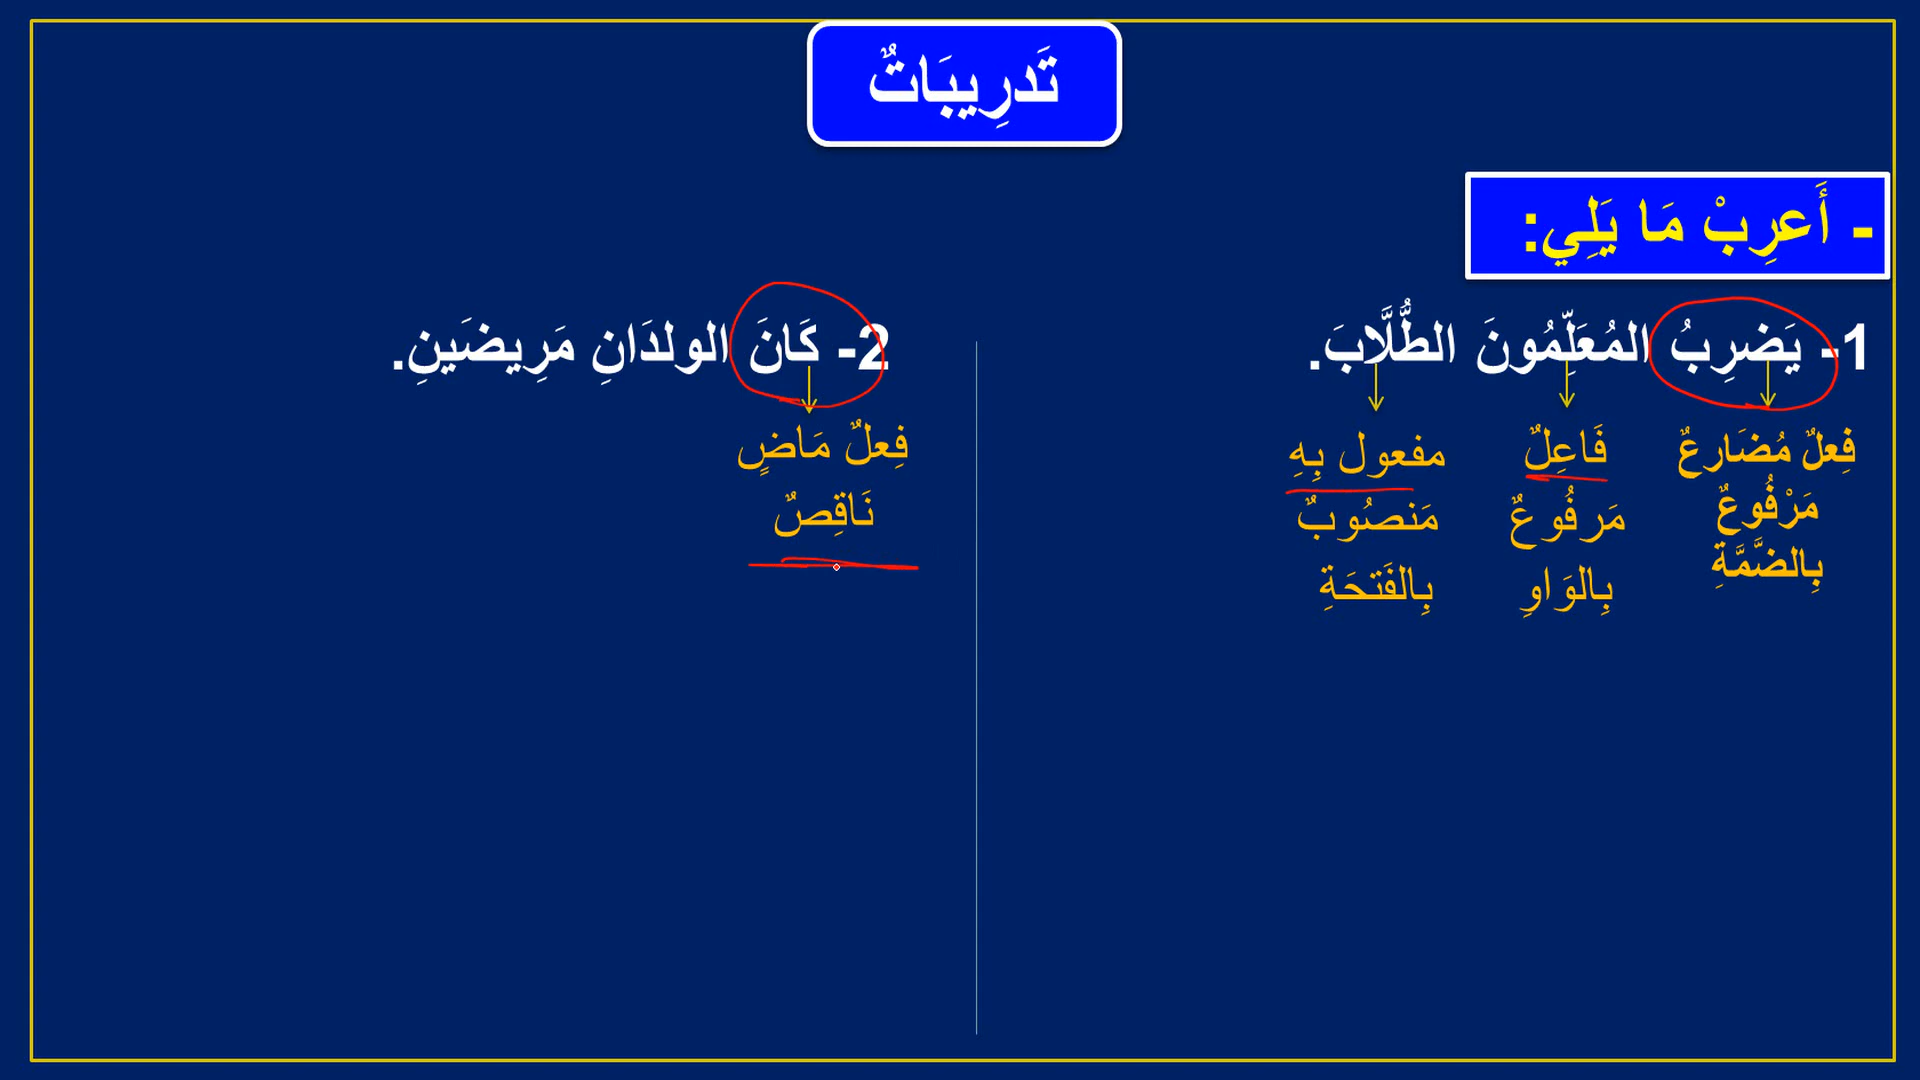 تَدرِيبَاتٌ
- أَعرِبْ مَا يَلِي:
1- يَضرِبُ المُعَلِّمُونَ الطُّلَّابَ.
فِعلٌ مُضَارعٌ
مَرْفُوعٌ
بِالضَّمَّةِ
فَاعِلٌ
مَرفُوعٌ
بِالوَاوِ
مفعول بِهِ
مَنصُوبٌ
بِالفَتحَةِ
2- كَانَ الولدَانِ مَرِيضَينِ.
فِعلٌ مَاضٍ
نَاقِصٌ